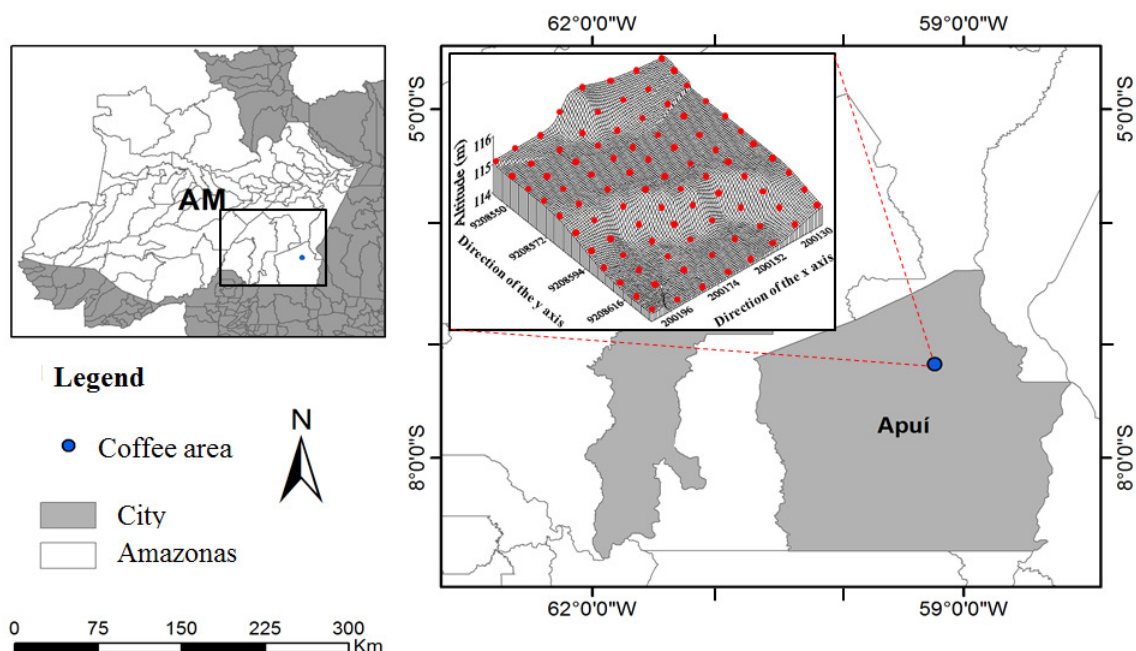 AM
Legend
Coffee area
N
City
Amazonas
0 75 150 225 300
Km
62°0'0"W 59°0'0"W
5°0'0"S 5°0'0"S
116
115
114
Altitude (m)
9208550
9208572
9208594
9208616
Direction of the y axis
200196
200174
200152
200130
Direction of the x axis
Apuí
8°0'0"S 8°0'0"S
62°0'0"W 59°0'0"W